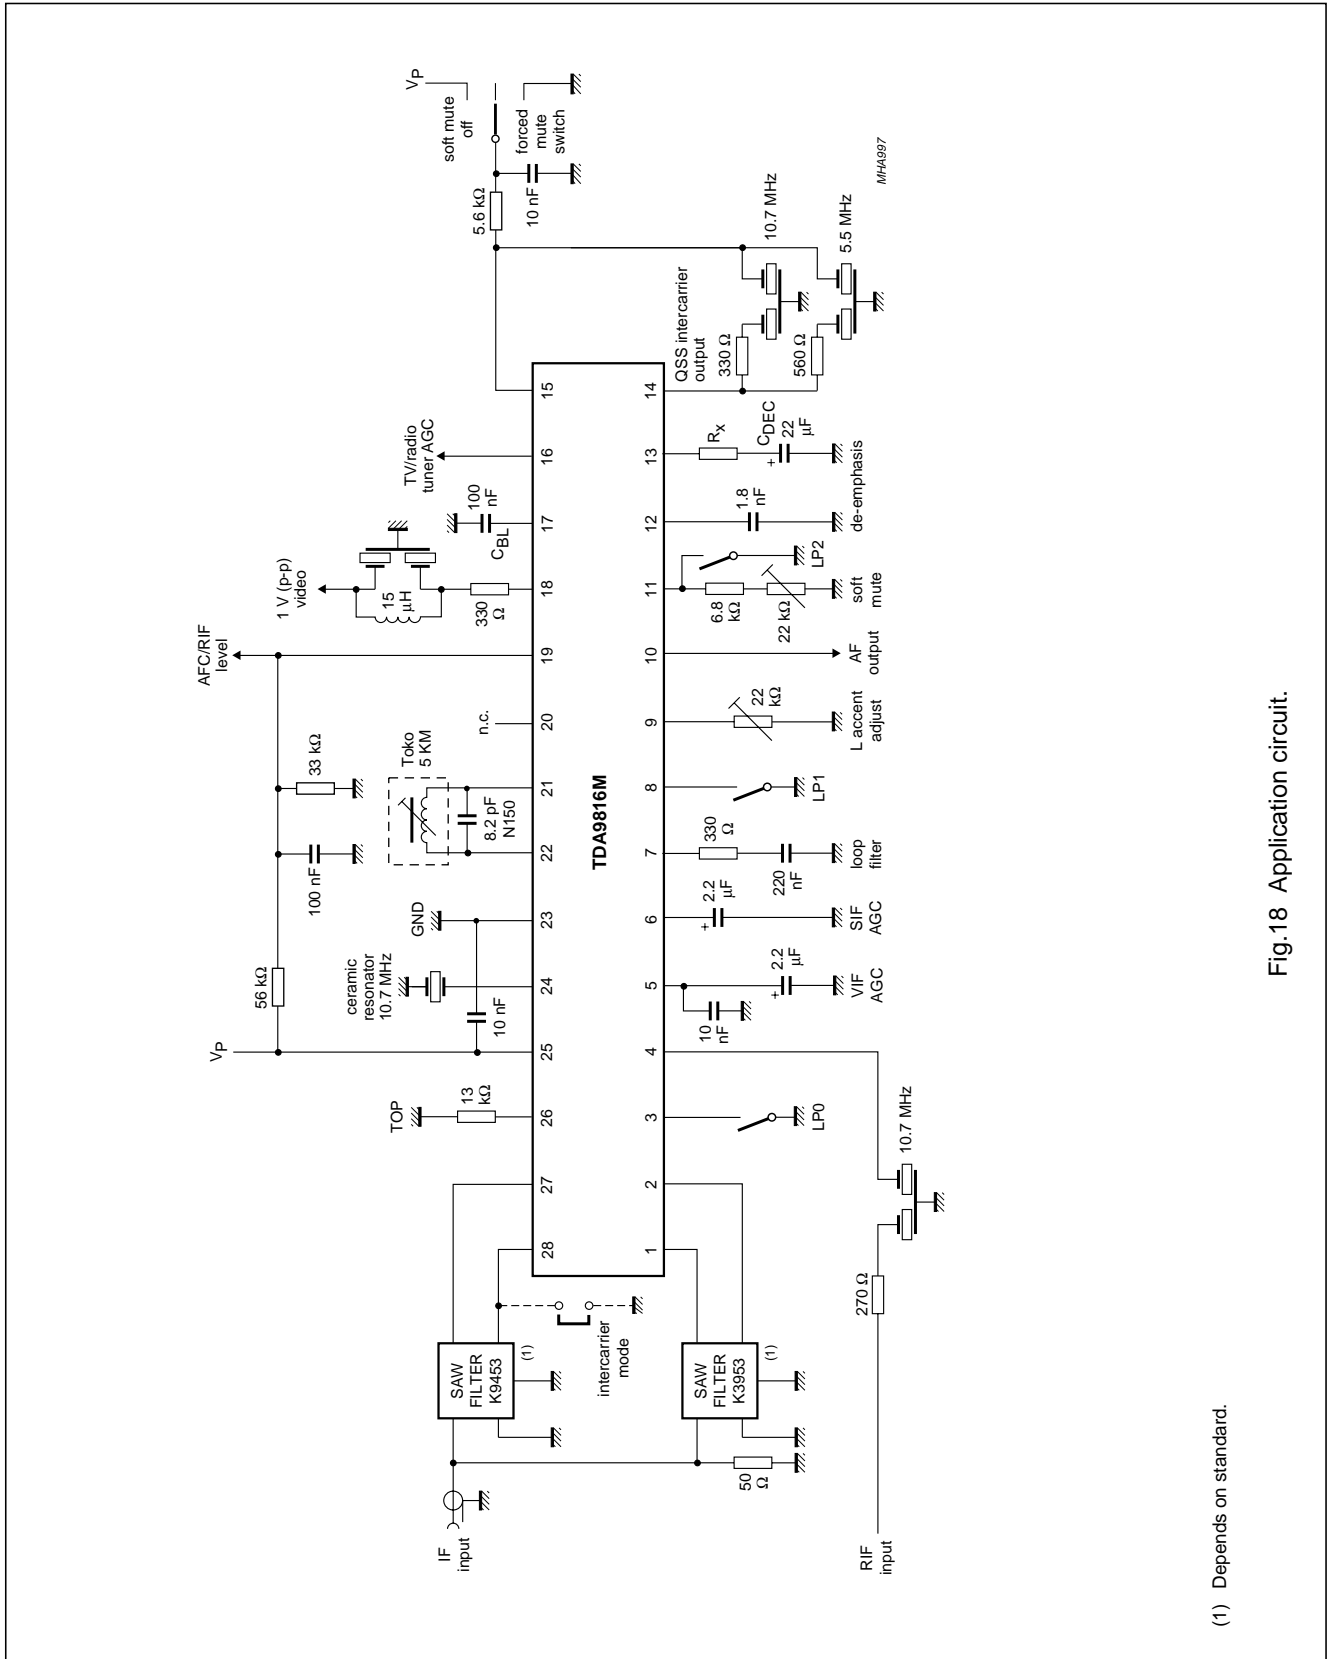 V_P
soft mute
off
forced
mute
switch
5.6 kΩ
10 nF
MHA997
10.7 MHz
5.5 MHz
QSS intercarrier
output
330 Ω
560 Ω
TV/radio
tuner AGC
100
nF
C_BL
1 V (p-p)
video
15
μH
330
Ω
AFC/RIF
level
n.c.
33 kΩ
100 nF
Toko
5 KM
8.2 pF
N150
GND
56 kΩ
ceramic
resonator
10.7 MHz
10 nF
V_P
TOP
13
kΩ
15
16
17
18
19
20
21
22
23
24
25
26
27
28
TDA9816M
14
13
12
11
10
9
8
7
6
5
4
3
2
1
R_x
C_DEC
+
22
μF
1.8
nF
de-emphasis
LP2
6.8
kΩ
22 kΩ
soft
mute
AF
output
22
kΩ
L accent
adjust
LP1
330
Ω
220
nF
loop
filter
2.2
μF
+
SIF
AGC
2.2
μF
+
10
nF
VIF
AGC
LP0
10.7 MHz
270 Ω
SAW
FILTER
K9453
(1)
intercarrier
mode
SAW
FILTER
K3953
(1)
50
Ω
IF
input
RIF
input
(1) Depends on standard.
Fig.18 Application circuit.